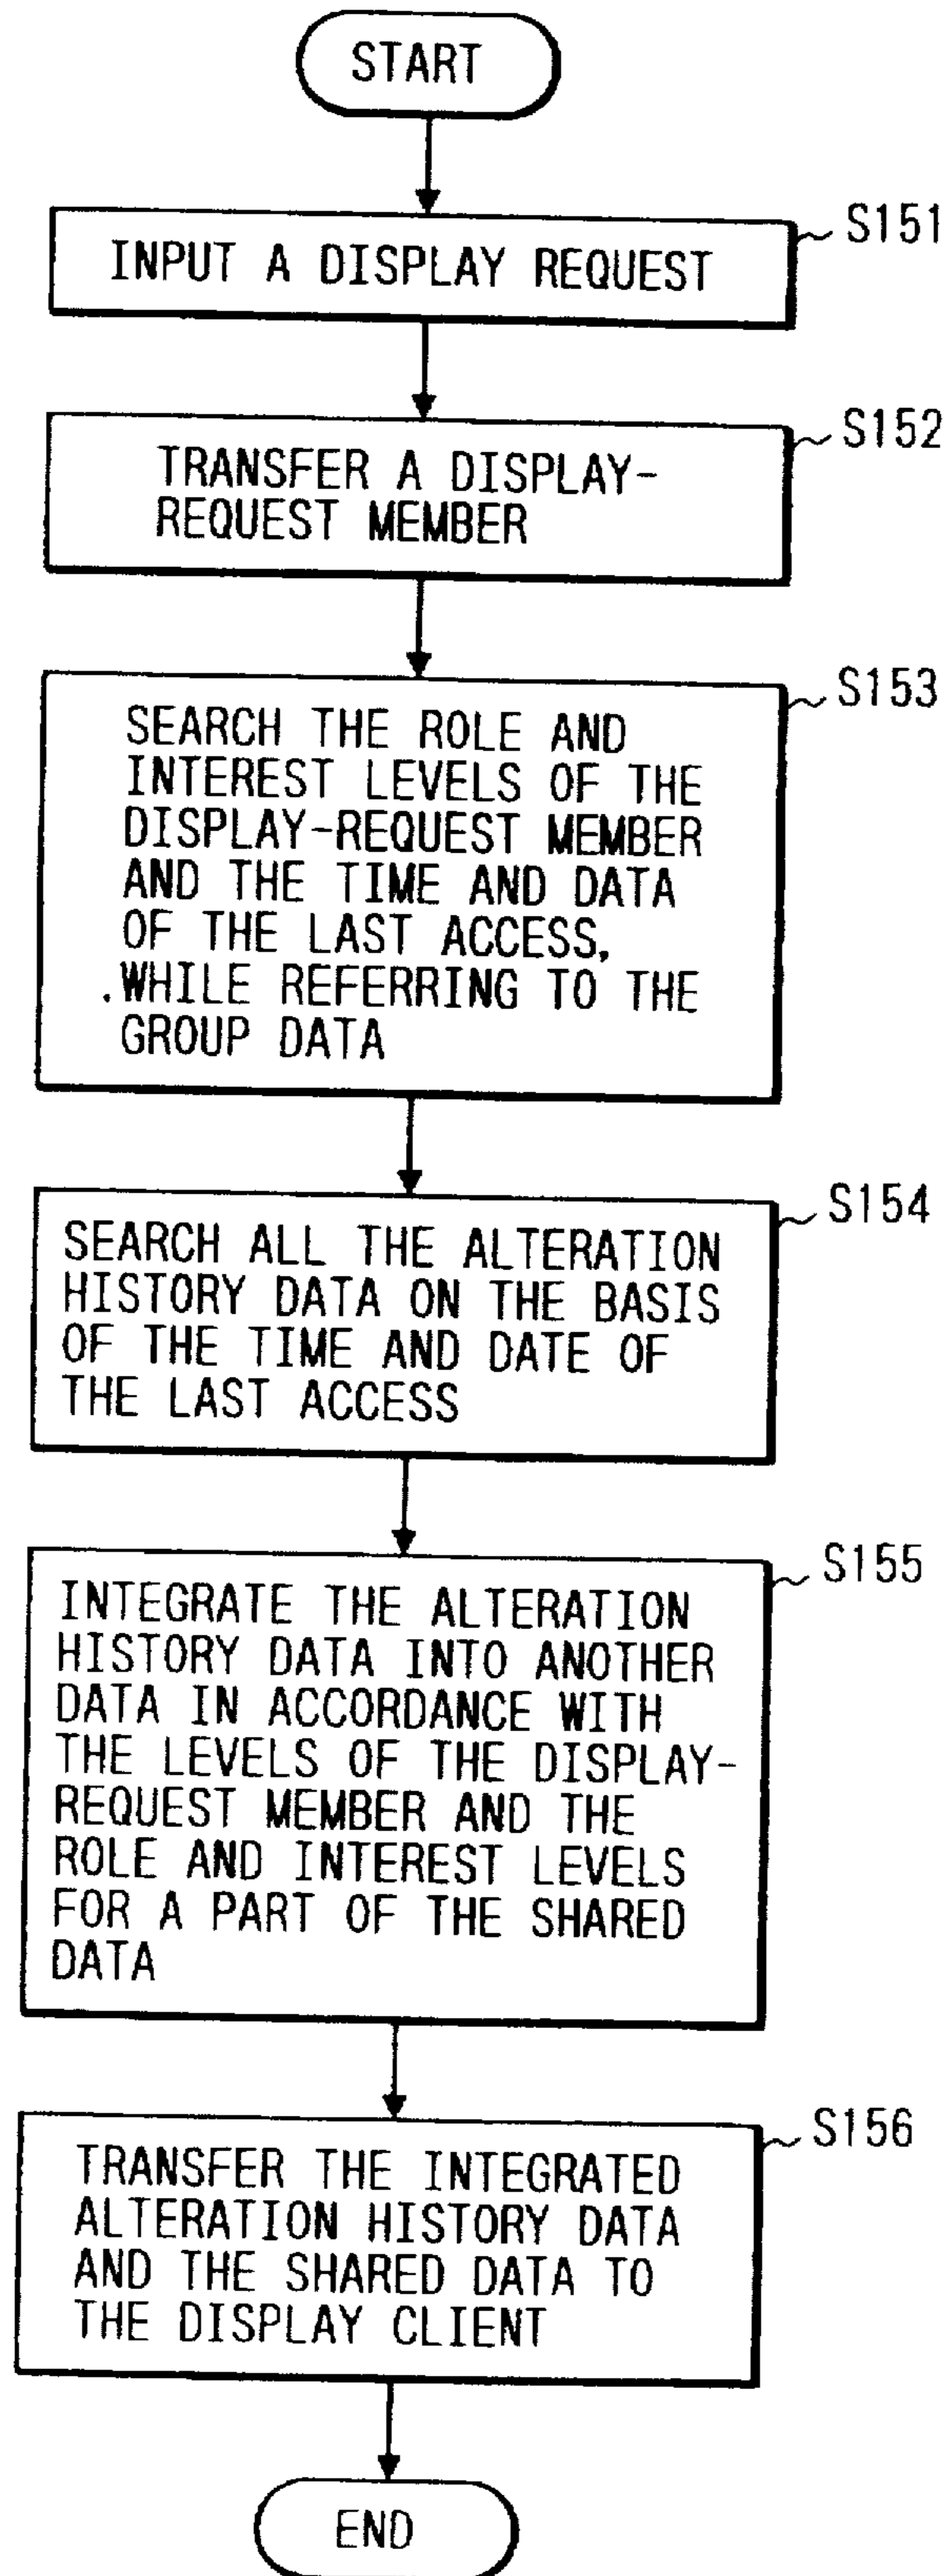 START
S151
INPUT A DISPLAY REQUEST
S152
TRANSFER A DISPLAY-
REQUEST MEMBER
S153
SEARCH THE ROLE AND
INTEREST LEVELS OF THE
DISPLAY-REQUEST MEMBER
AND THE TIME AND DATA
OF THE LAST ACCESS,
.WHILE REFERRING TO THE
GROUP DATA
S154
SEARCH ALL THE ALTERATION
HISTORY DATA ON THE BASIS
OF THE TIME AND DATE OF
THE LAST ACCESS
S155
INTEGRATE THE ALTERATION
HISTORY DATA INTO ANOTHER
DATA IN ACCORDANCE WITH
THE LEVELS OF THE DISPLAY-
REQUEST MEMBER AND THE
ROLE AND INTEREST LEVELS
FOR A PART OF THE SHARED
DATA
S156
TRANSFER THE INTEGRATED
ALTERATION HISTORY DATA
AND THE SHARED DATA TO
THE DISPLAY CLIENT
END